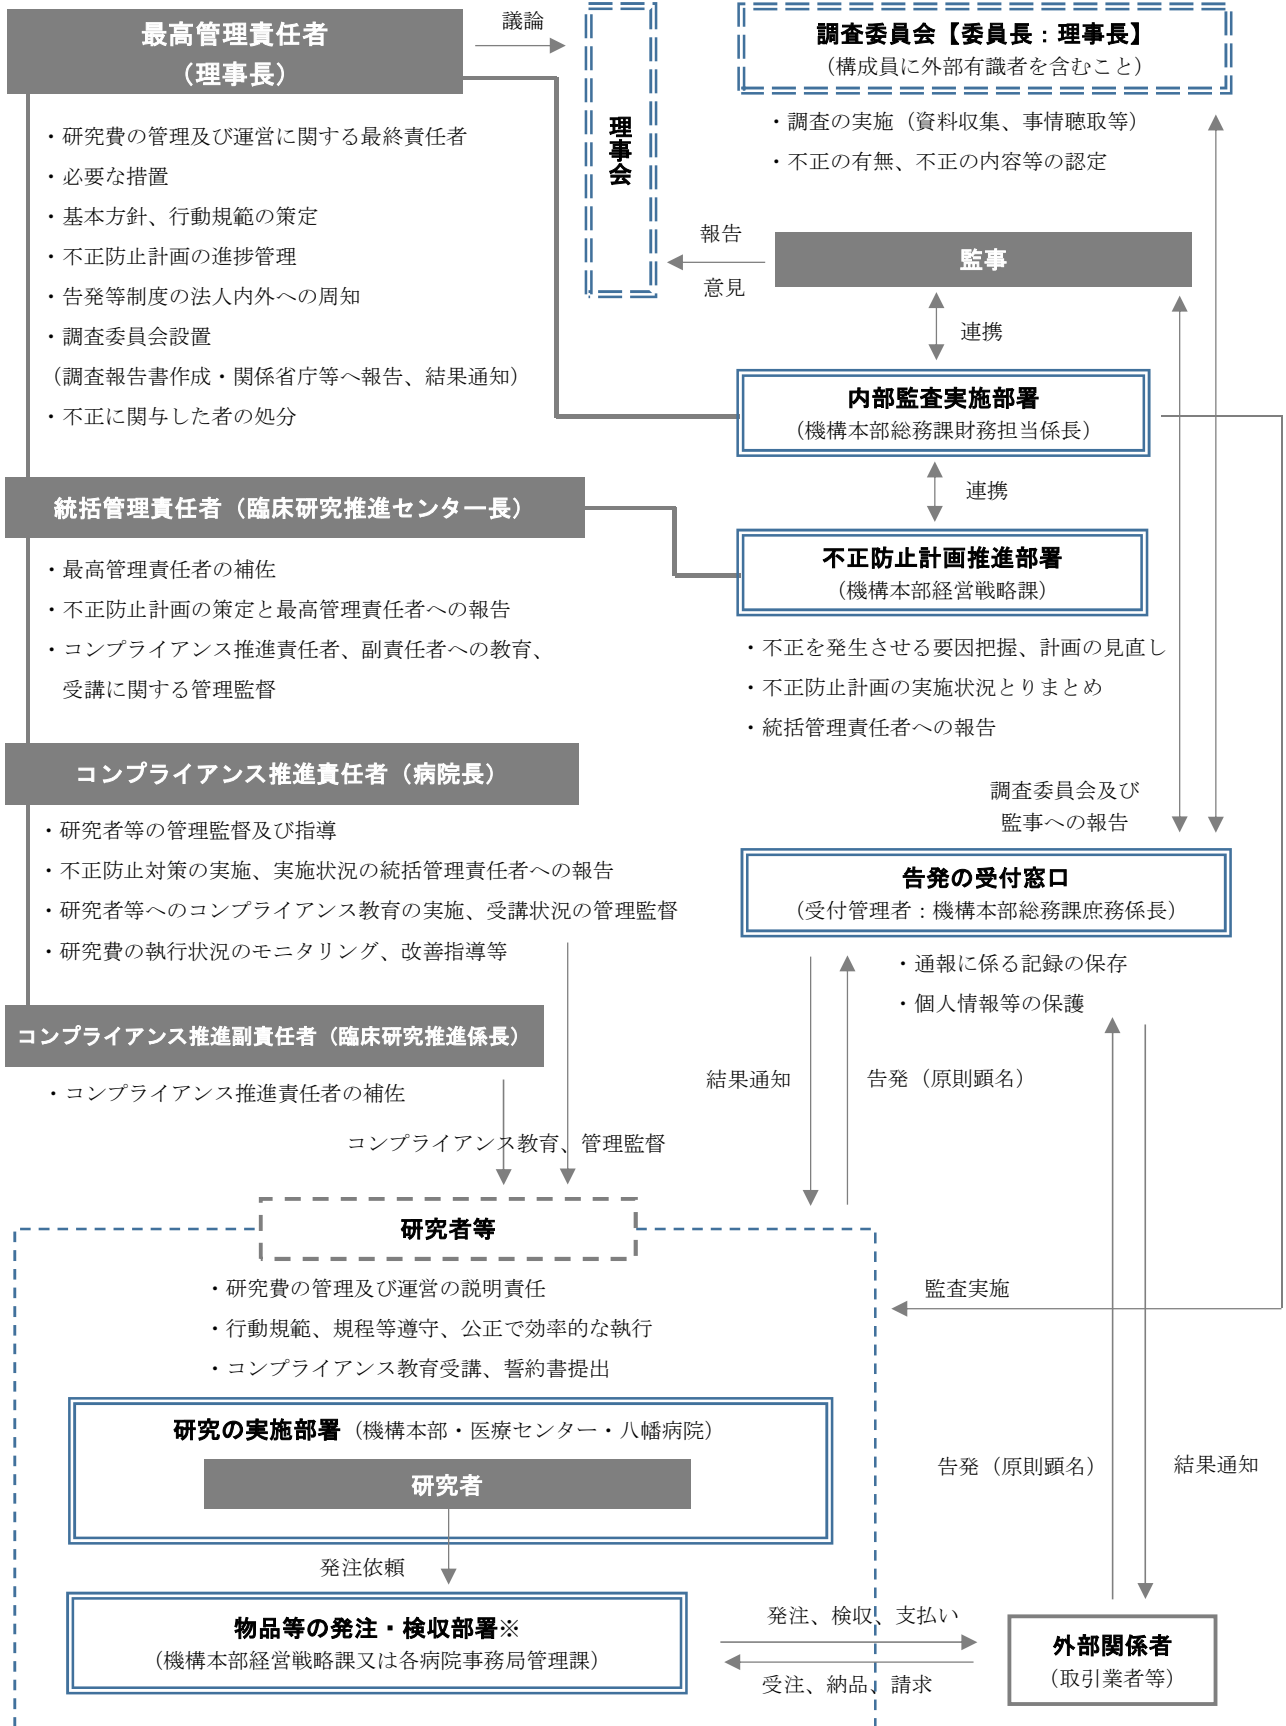 最高管理責任者
（理事長）
議論
理事会
調査委員会【委員長：理事長】
（構成員に外部有識者を含むこと）
・調査の実施（資料収集、事情聴取等）
・不正の有無、不正の内容等の認定
・研究費の管理及び運営に関する最終責任者
・必要な措置
・基本方針、行動規範の策定
・不正防止計画の進捗管理
・告発等制度の法人内外への周知
・調査委員会設置
（調査報告書作成・関係省庁等へ報告、結果通知）
・不正に関与した者の処分
報告
意見
監事
連携
内部監査実施部署
（機構本部総務課財務担当係長）
連携
統括管理責任者（臨床研究推進センター長）
・最高管理責任者の補佐
・不正防止計画の策定と最高管理責任者への報告
・コンプライアンス推進責任者、副責任者への教育、
受講に関する管理監督
不正防止計画推進部署
（機構本部経営戦略課）
・不正を発生させる要因把握、計画の見直し
・不正防止計画の実施状況とりまとめ
・統括管理責任者への報告
コンプライアンス推進責任者（病院長）
・研究者等の管理監督及び指導
・不正防止対策の実施、実施状況の統括管理責任者への報告
・研究者等へのコンプライアンス教育の実施、受講状況の管理監督
・研究費の執行状況のモニタリング、改善指導等
調査委員会及び
監事への報告
告発の受付窓口
（受付管理者：機構本部総務課庶務係長）
・通報に係る記録の保存
・個人情報等の保護
コンプライアンス推進副責任者（臨床研究推進係長）
・コンプライアンス推進責任者の補佐
コンプライアンス教育、管理監督
結果通知
告発（原則顕名）
研究者等
・研究費の管理及び運営の説明責任
・行動規範、規程等遵守、公正で効率的な執行
・コンプライアンス教育受講、誓約書提出
監査実施
研究の実施部署（機構本部・医療センター・八幡病院）
研究者
発注依頼
告発（原則顕名）
結果通知
物品等の発注・検収部署※
（機構本部経営戦略課又は各病院事務局管理課）
発注、検収、支払い
受注、納品、請求
外部関係者
（取引業者等）